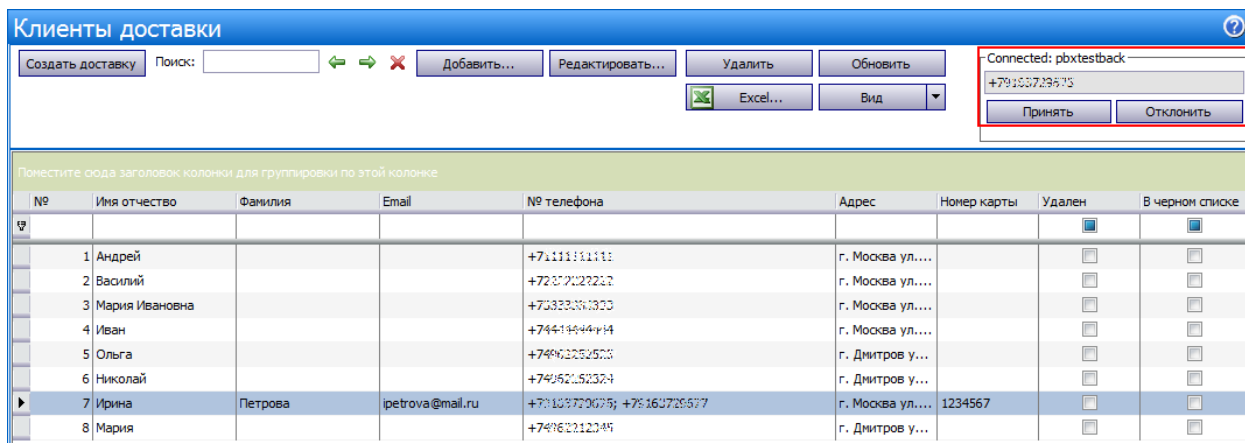 Клиенты доставки
Создать доставку Поиск: Добавить... Редактировать... Удалить Обновить
Excel... Вид
Connected: pbxtestback
Принять Отклонить
Поместите сюда заголовок колонки для группировки по этой колонке
№ Имя отчество Фамилия Email № телефона Адрес Номер карты Удален В черном списке
1 Андрей г. Москва ул....
2 Василий г. Москва ул....
3 Мария Ивановна г. Москва ул....
4 Иван г. Москва ул....
5 Ольга г. Дмитров у...
6 Николай г. Дмитров у...
7 Ирина Петрова ipetrova@mail.ru г. Москва ул.... 1234567
8 Мария г. Дмитров у...